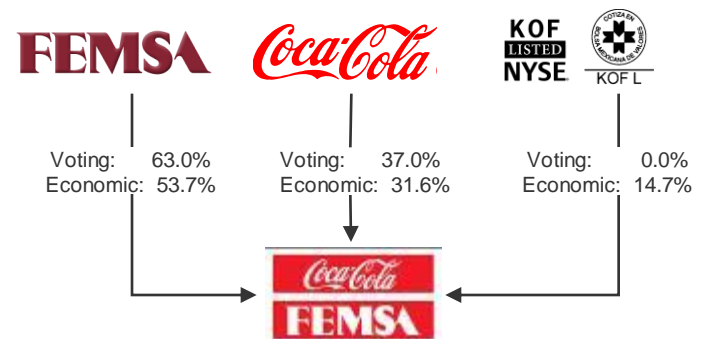 FEMSA
Coca-Cola
KOF
LISTED
NYSE
COTIZA EN
BOLSA MEXICANA DE VALORES
KOF L
Voting: 63.0%
Economic: 53.7%
Voting: 37.0%
Economic: 31.6%
Voting: 0.0%
Economic: 14.7%
Coca-Cola
FEMSA